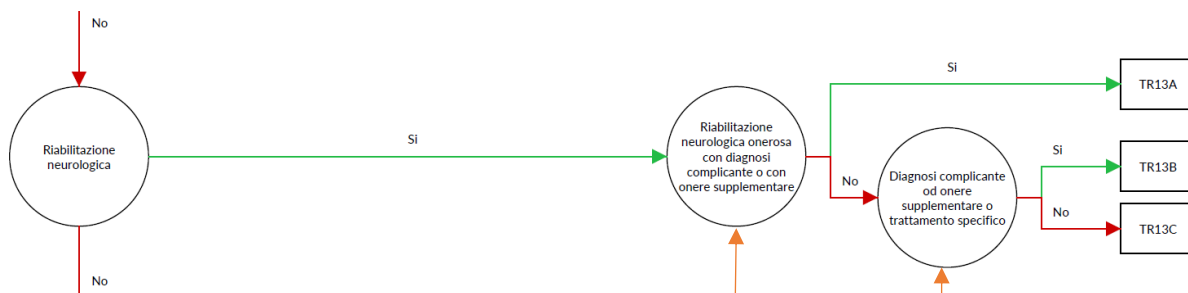 No
Riabilitazione
neurologica
Si
Riabilitazione
neurologica onerosa
con diagnosi
complicante o con
onere supplementare
Si
TR13A
No
Diagnosi complicante
od onere
supplementare o
trattamento specifico
Si
TR13B
No
TR13C
No